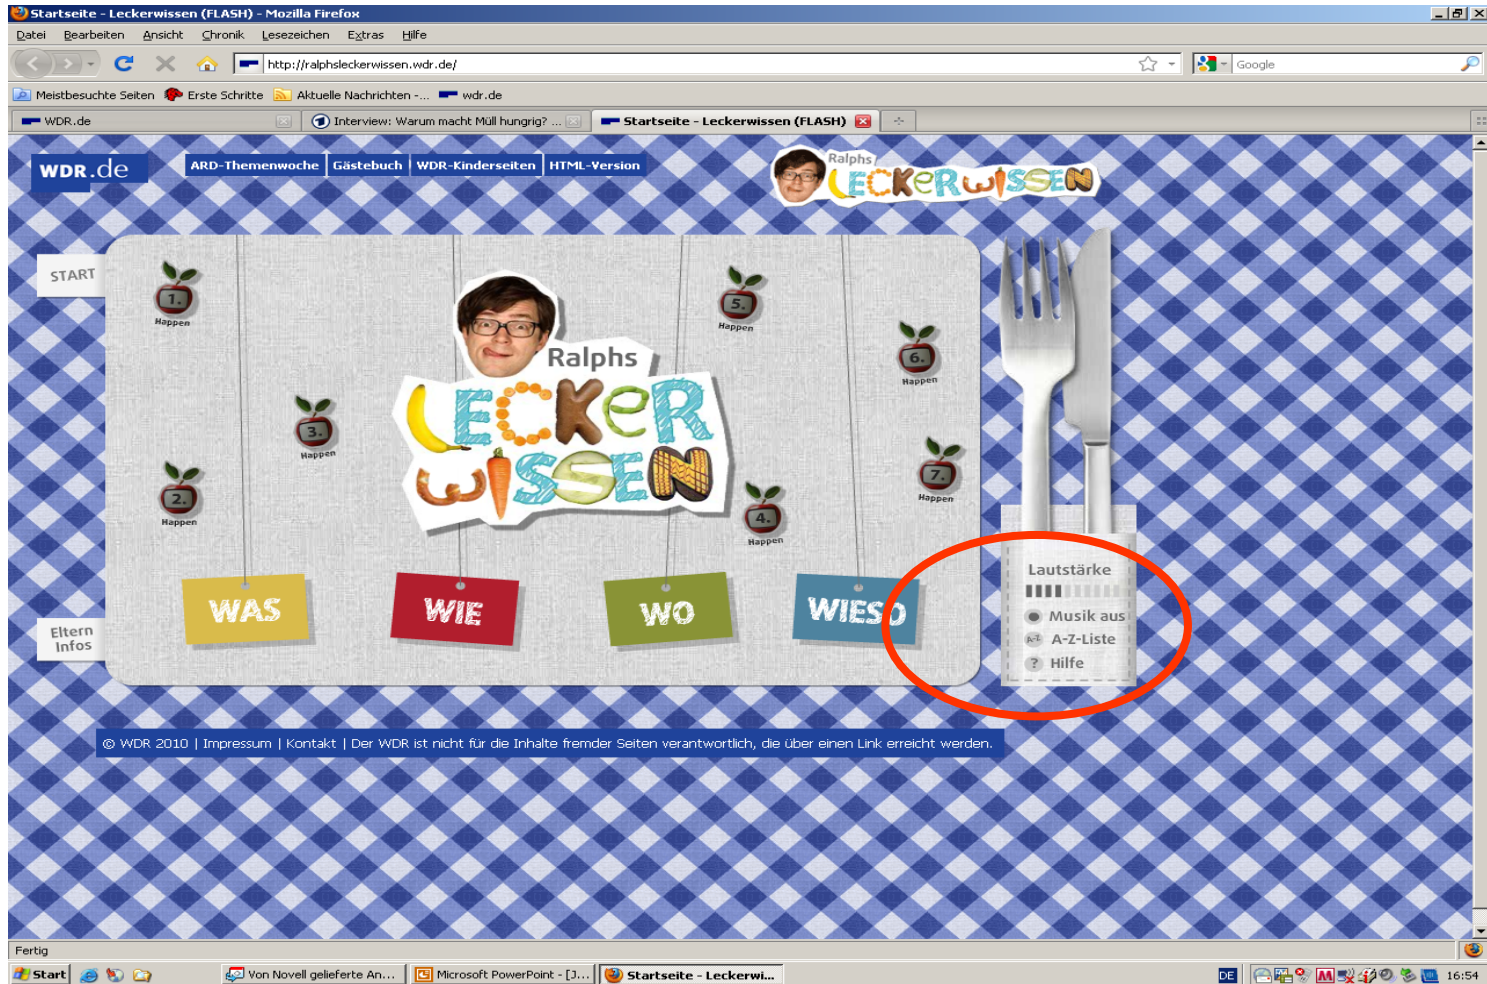 Startseite - Leckerwissen (FLASH) - Mozilla Firefox
Datei Bearbeiten Ansicht Chronik Lesezeichen Extras Hilfe
http://ralphsleckerwissen.wdr.de/
Google
Meistbesuchte Seiten Erste Schritte Aktuelle Nachrichten -... wdr.de
WDR.de Interview: Warum macht Müll hungrig? ... Startseite - Leckerwissen (FLASH)
WDR.de
ARD-Themenwoche Gästebuch WDR-Kinderseiten HTML-Version
Ralphs
LECKERWISSEN
START
1.
Happen
5.
Happen
6.
Happen
Ralphs
LECKER
WISSEN
3.
Happen
2.
Happen
4.
Happen
7.
Happen
WAS
WIE
WO
WIESO
Eltern
Infos
Lautstärke
Musik aus
A-Z A-Z-Liste
? Hilfe
© WDR 2010 | Impressum | Kontakt | Der WDR ist nicht für die Inhalte fremder Seiten verantwortlich, die über einen Link erreicht werden.
Fertig
Start Von Novell gelieferte An... Microsoft PowerPoint - [J... Startseite - Leckerwi... DE 16:54